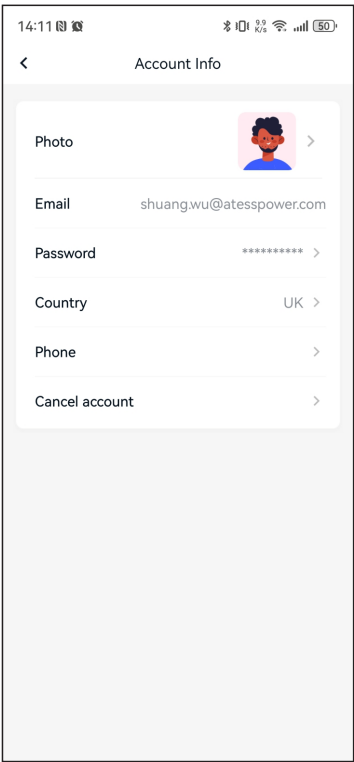 14:11 9.9 K/s 50
Account Info
Photo
Email shuang.wu@atesspower.com
Password ********** 
Country UK
Phone
Cancel account